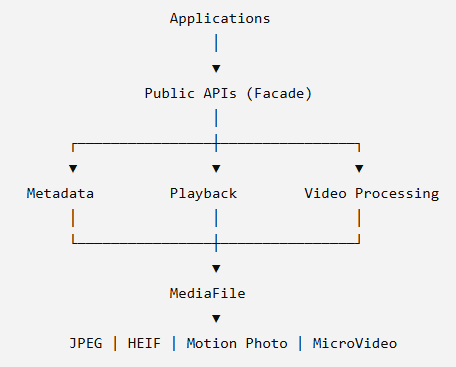 Applications
Public APIs (Facade)
Metadata Playback Video Processing
MediaFile
JPEG | HEIF | Motion Photo | MicroVideo